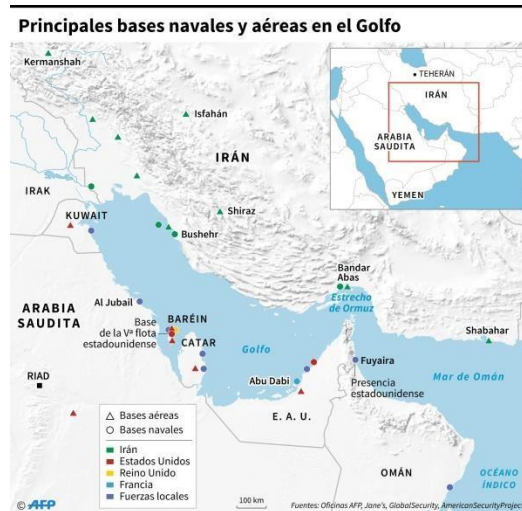 Principales bases navales y aéreas en el Golfo
Kermanshah
TEHERÁN
IRÁN
ARABIA
SAUDITA
YEMEN
Isfahán
IRÁN
IRAK
Shiraz
KUWAIT
Bushehr
Bandar
Abas
Estrecho
de Ormuz
ARABIA
SAUDITA
Al Jubail
BARÉIN
Base
de la Vª flota
estadounidense
CATAR
Golfo
Shabahar
Fuyaira
Mar de Omán
RIAD
Abu Dabi
Presencia
estadounidense
E. A. U.
Bases aéreas
Bases navales
Irán
Estados Unidos
Reino Unido
Francia
Fuerzas locales
OMÁN
OCÉANO
ÍNDICO
100 km
© AFP
Fuentes: Oficinas AFP, Jane's, GlobalSecurity, AmericanSecurityProject